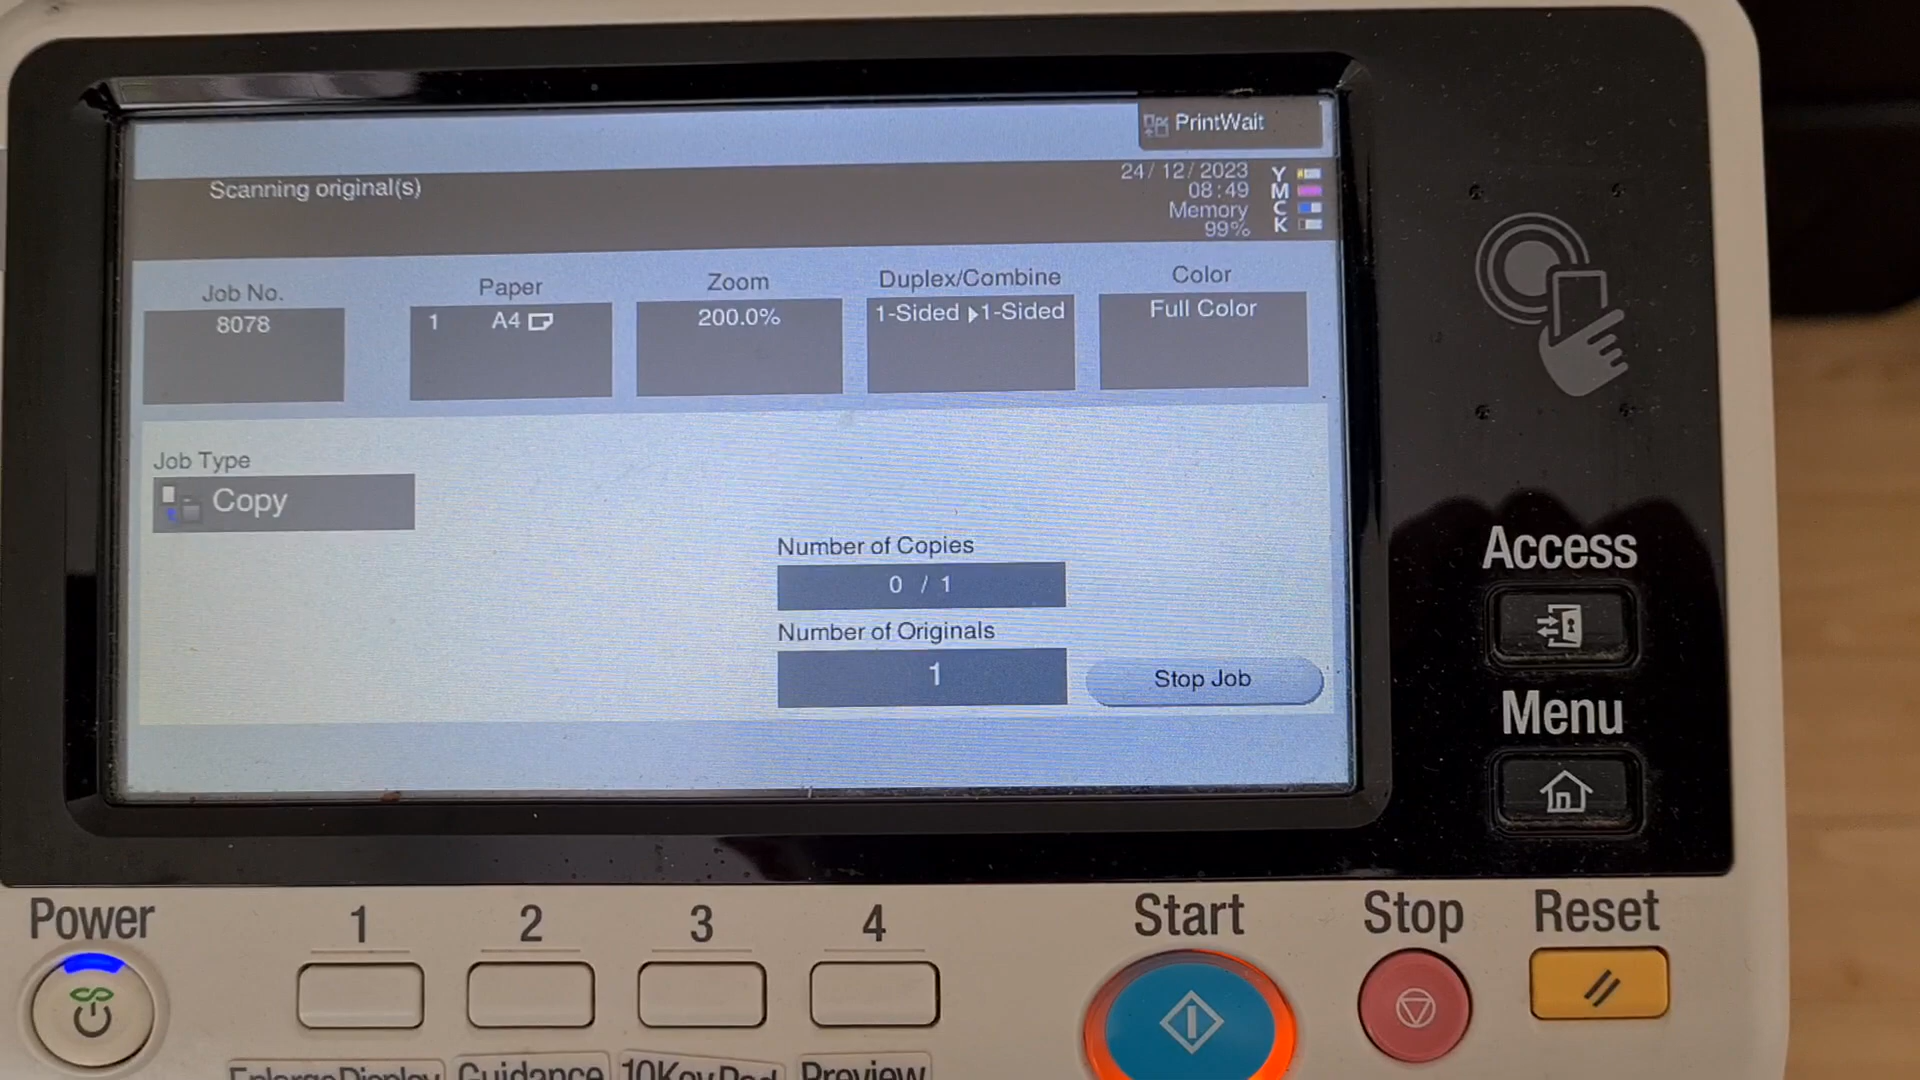 PrintWait
Scanning original(s)
24/12/2023
08:49
Memory
99%
Y
M
C
K
Job No.
8078
Paper
1 A4
Zoom
200.0%
Duplex/Combine
1-Sided ▶1-Sided
Color
Full Color
Job Type
Copy
Number of Copies
0 / 1
Number of Originals
1
Stop Job
Access
Menu
Power
1
2
3
4
Start
Stop
Reset
EnlargeDisplay
Guidance
10KeyPad
Preview